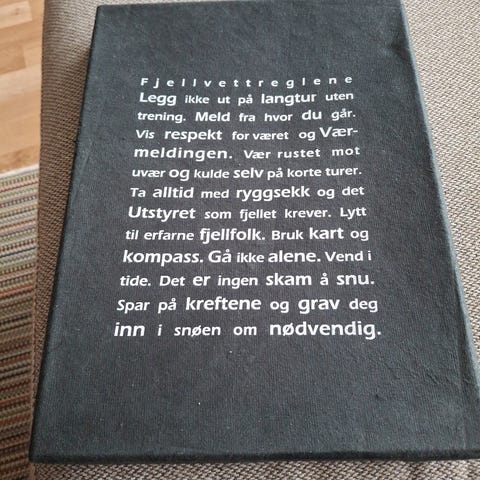 Fjellvettreglene
Legg ikke ut på langtur uten
trening. Meld fra hvor du går.
Vis respekt for været og Vær-
meldingen. Vær rustet mot
uvær og kulde selv på korte turer.
Ta alltid med ryggsekk og det
Utstyret som fjellet krever. Lytt
til erfarne fjellfolk. Bruk kart og
kompass. Gå ikke alene. Vend i
tide. Det er ingen skam å snu.
Spar på kreftene og grav deg
inn i snøen om nødvendig.